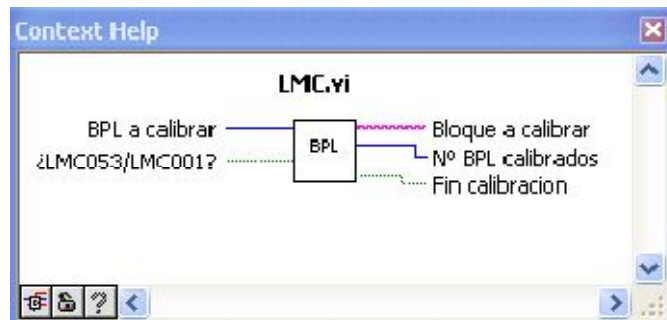 Context Help
LMC.vi
BPL a calibrar
¿LMC053/LMC001?
BPL
Bloque a calibrar
Nº BPL calibrados
Fin calibracion
?